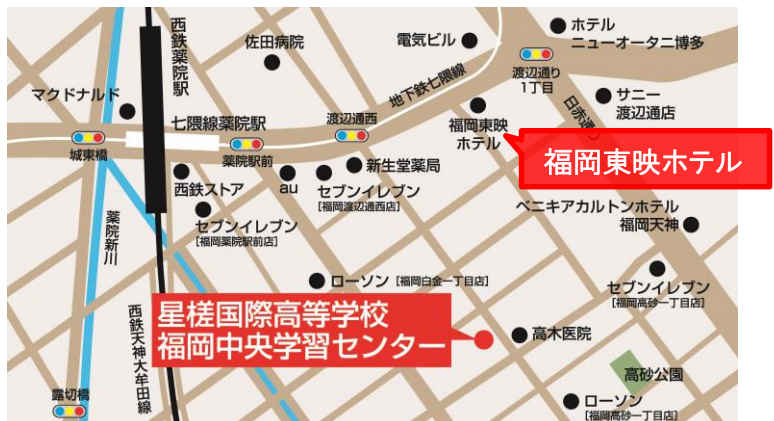 西鉄薬院駅
佐田病院
電気ビル
ホテル
ニューオータニ博多
渡辺通り
1丁目
地下鉄七隈線
マクドナルド
七隈線薬院駅
渡辺通西
福岡東映
ホテル
日赤通り
サニー
渡辺通店
城東橋
薬院駅前
新生堂薬局
福岡東映ホテル
西鉄ストア
au
セブンイレブン
[福岡渡辺通西店]
セブンイレブン
[福岡薬院駅前店]
薬院新川
ベニキアカルトンホテル
福岡天神
ローソン [福岡白金一丁目店]
セブンイレブン
[福岡高砂一丁目店]
星槎国際高等学校
福岡中央学習センター
西鉄天神大牟田線
高木医院
高砂公園
露切橋
ローソン
[福岡高砂一丁目店]